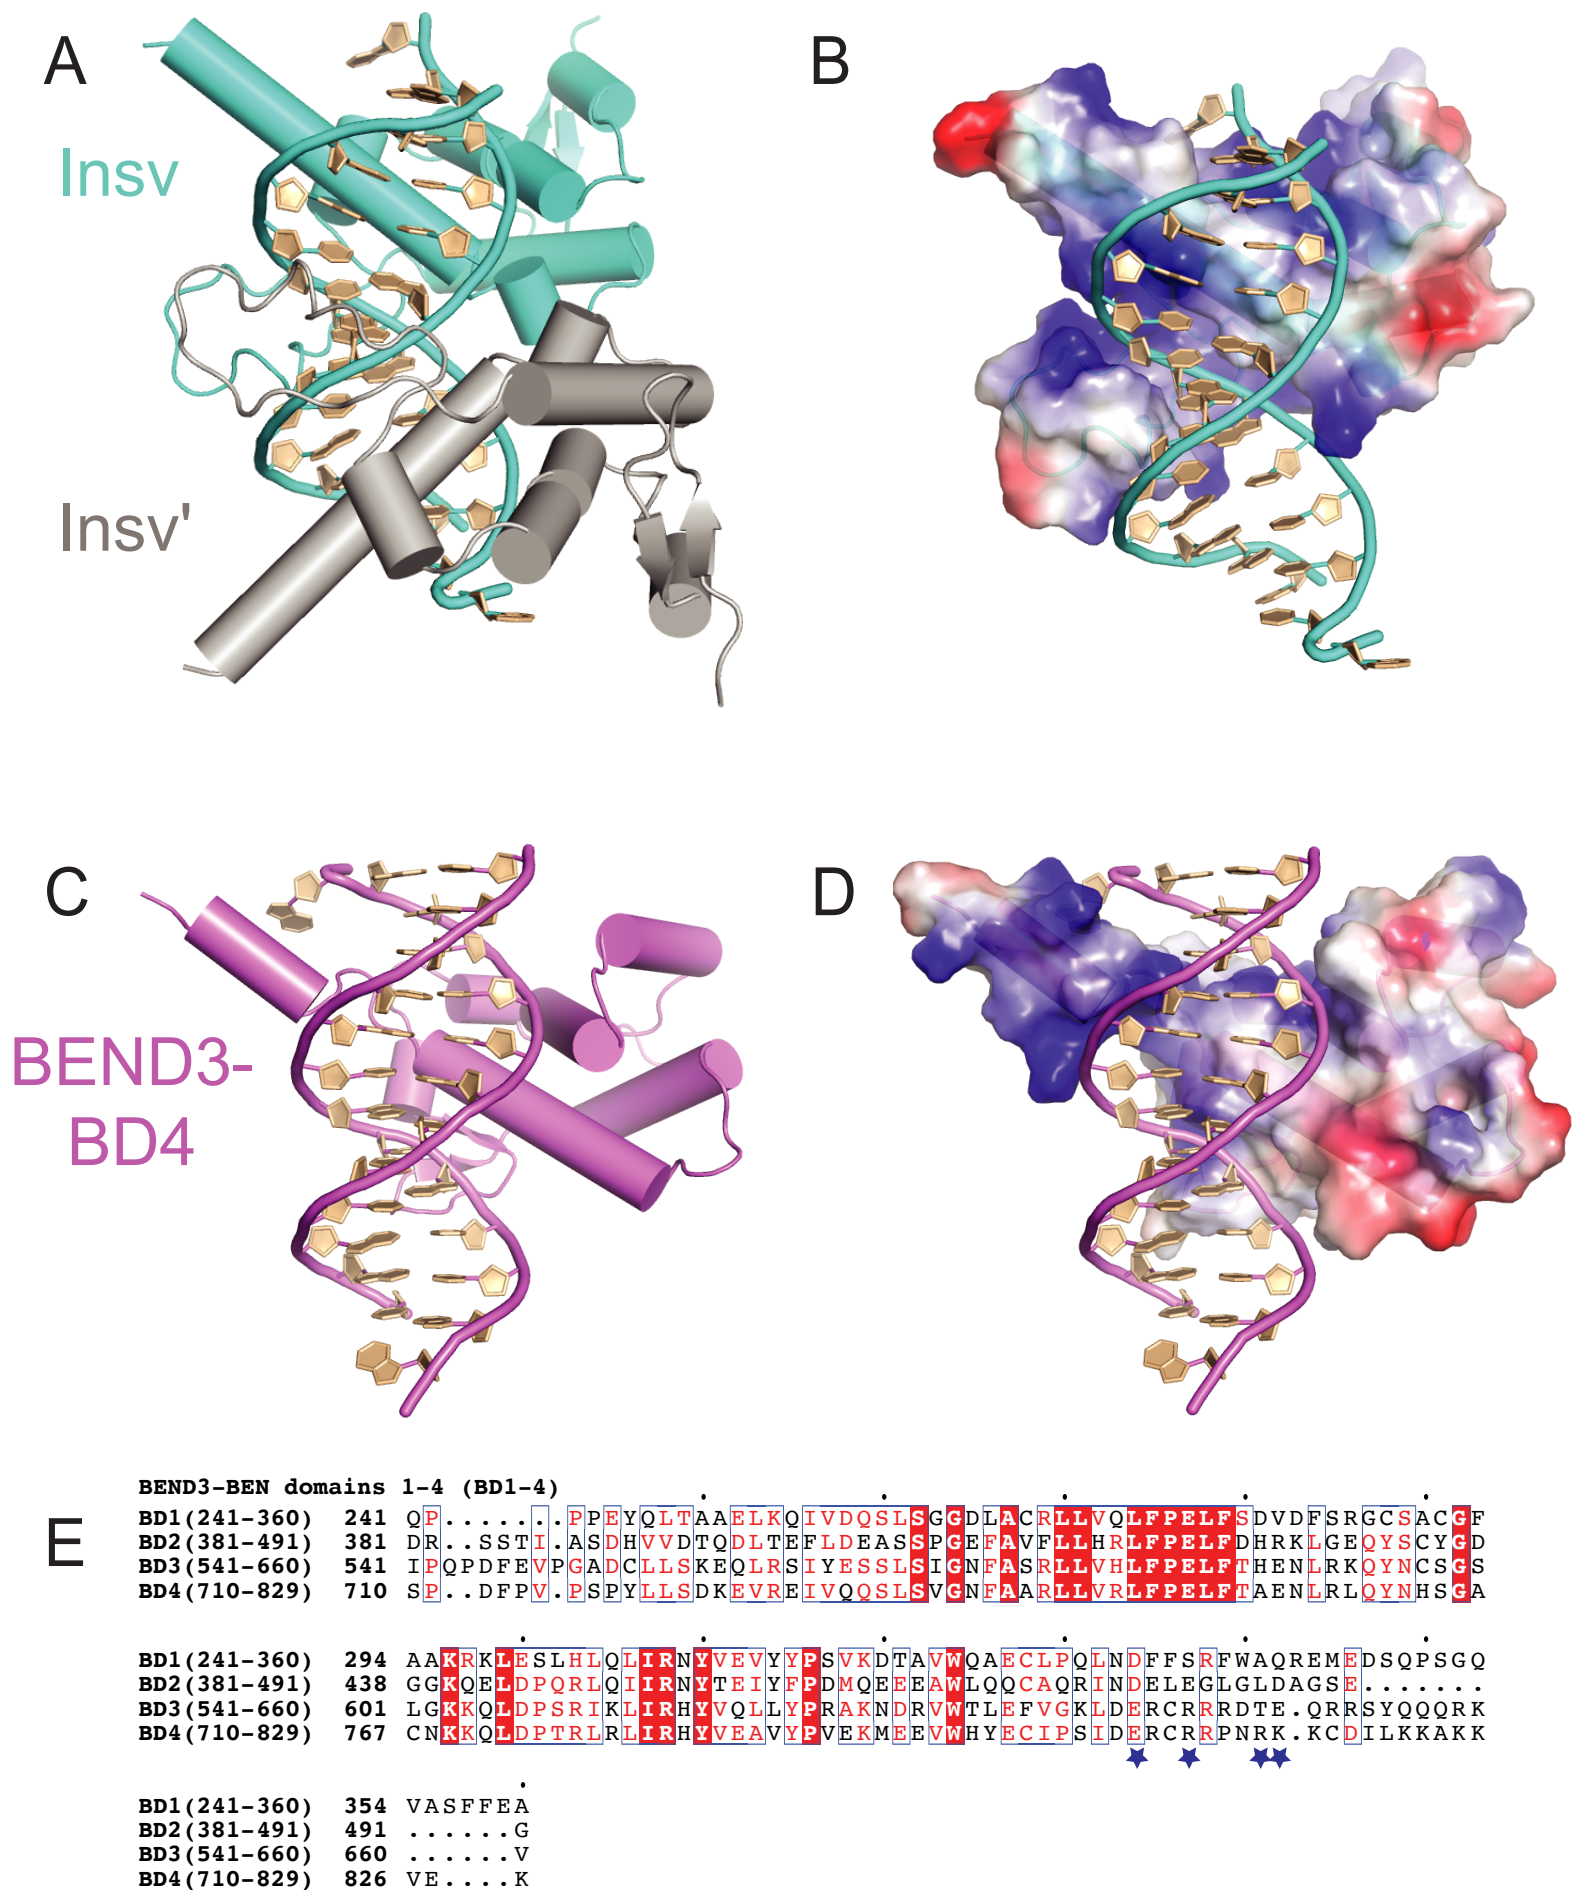 A
B
Insv
Insv'
C
D
BEND3-
BD4
E
BEND3-BEN domains 1-4 (BD1-4)
BD1(241-360) 241 QP.......PPEYQLTAAELKQIVDQSLSGGDLACRLLVQLFPELFSDVDFSRGCSACGF
BD2(381-491) 381 DR..SSTI.ASDHVVDTQDLTEFLDEASSPGEFAVFLLHRLFPELFDHRKLGEQYSCYGD
BD3(541-660) 541 IPQPDFEVPGADCLLSKEQLRSIYESSLSIGNFASRLLVHLFPELFTHENLRKQYNCSGS
BD4(710-829) 710 SP..DFPV.PSPYLLSDKEVREIVQQSLSVGNFAARLLVRLFPELFTAENLRLQYNHSGA
BD1(241-360) 294 AAKRKLESLHLQLIRNYVEVYYPSVKDTAVWQAECLPQLNDFFSRFWAQREMEDSQPSGQ
BD2(381-491) 438 GGKQELDPQRLQIIRNYTEIYFPDMQEEEAWLQQCAQRINDELEGLGLDAGSE.......
BD3(541-660) 601 LGKKQLDPSRIKLIRHYVQLLYPRAKNDRVWTLEFVGKLDERCRRRDTE.QRRSYQQQRK
BD4(710-829) 767 CNKKQLDPTRLRLIRHYVEAVYPVEKMEEVWHYECIPSIDERCRRPNRK.KCDILKKAKK
BD1(241-360) 354 VASFFEA
BD2(381-491) 491 ......G
BD3(541-660) 660 ......V
BD4(710-829) 826 VE....K